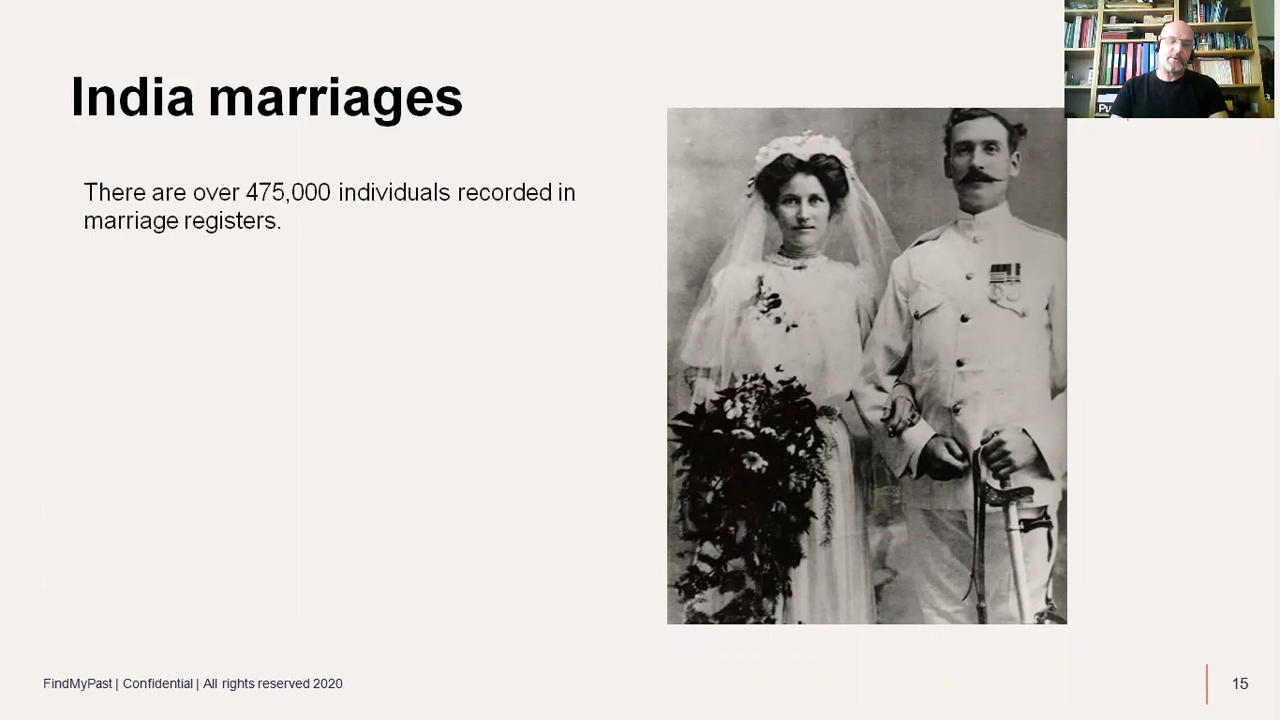 India marriages
There are over 475,000 individuals recorded in
marriage registers.
FindMyPast | Confidential | All rights reserved 2020
15